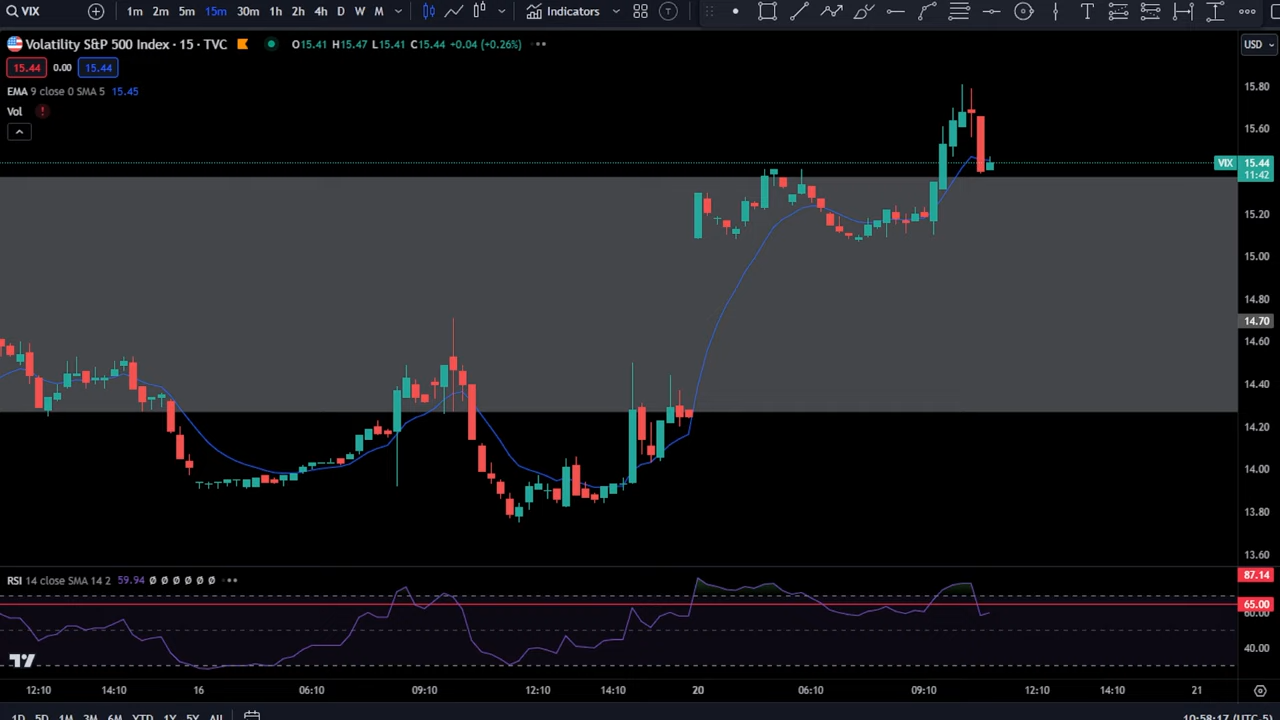 VIX 1m 2m 5m 15m 30m 1h 2h 4h D W M Indicators T
Volatility S&P 500 Index · 15 · TVC O15.41 H15.47 L15.41 C15.44 +0.04 (+0.26%) USD
15.44 0.00 15.44
EMA 9 close 0 SMA 5 15.45
Vol !
15.80
15.60
VIX 15.44
11:42
15.20
15.00
14.80
14.70
14.60
14.40
14.20
14.00
13.80
13.60
RSI 14 close SMA 14 2 59.94 Ø Ø Ø Ø Ø Ø
87.14
65.00
60.00
40.00
12:10 14:10 16 06:10 09:10 12:10 14:10 20 06:10 09:10 12:10 14:10 21
1D 5D 1M 3M 6M YTD 1Y 5Y All 10:58:17 (UTC-5)